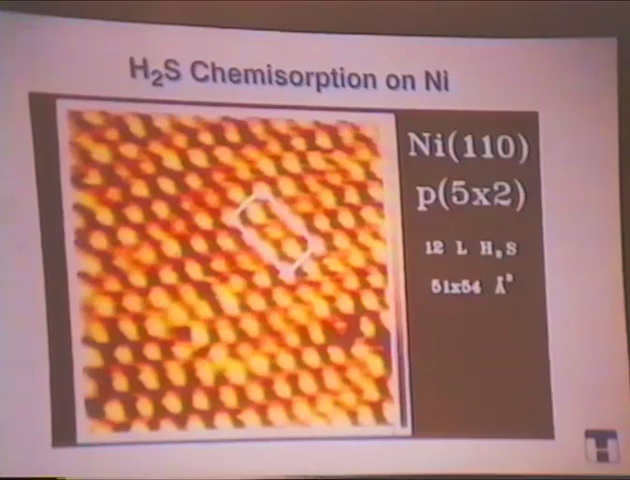 H₂S Chemisorption on Ni
Ni(110)
p(5x2)
12 L H₂S
51x54 Å²